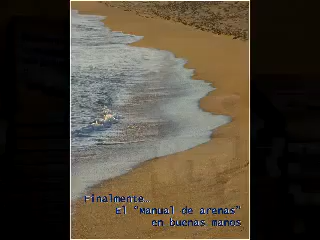 Finalmente…
El "Manual de arenas"
en buenas manos